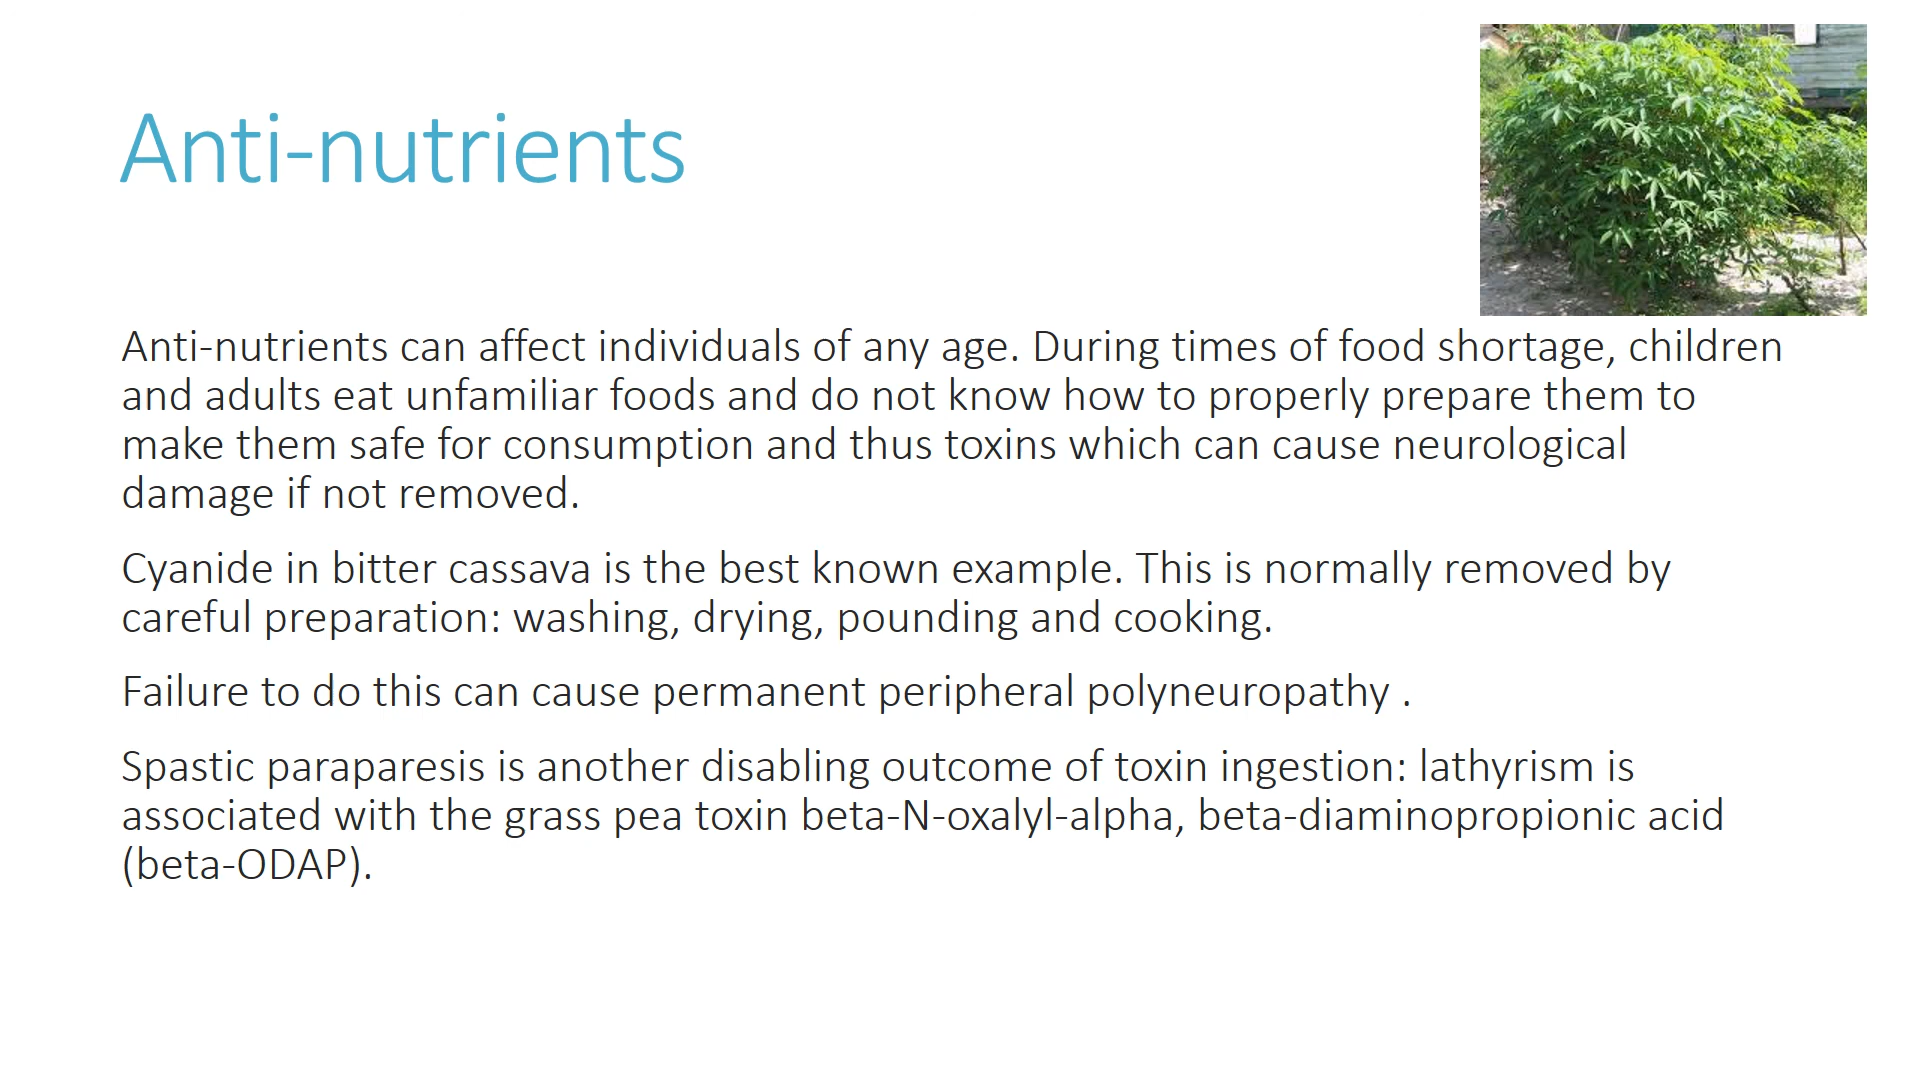 Anti-nutrients
Anti-nutrients can affect individuals of any age. During times of food shortage, children
and adults eat unfamiliar foods and do not know how to properly prepare them to
make them safe for consumption and thus toxins which can cause neurological
damage if not removed.
Cyanide in bitter cassava is the best known example. This is normally removed by
careful preparation: washing, drying, pounding and cooking.
Failure to do this can cause permanent peripheral polyneuropathy .
Spastic paraparesis is another disabling outcome of toxin ingestion: lathyrism is
associated with the grass pea toxin beta-N-oxalyl-alpha, beta-diaminopropionic acid
(beta-ODAP).